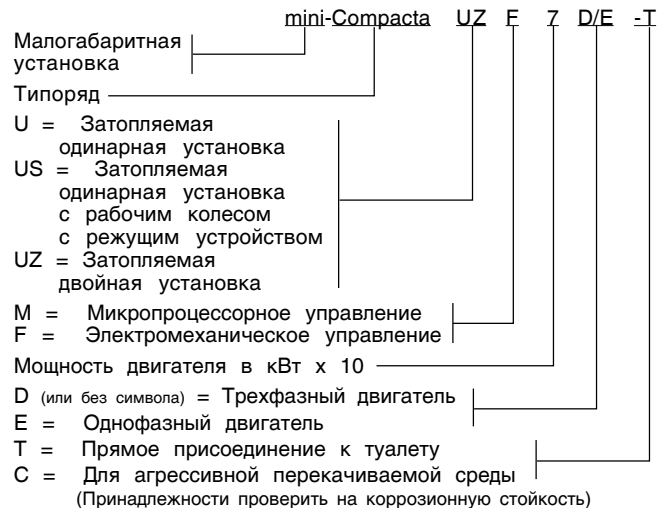 mini-Compacta UZ F 7 D/E -T
Малогабаритная
установка
Типоряд
U = Затопляемая
одинарная установка
US = Затопляемая
одинарная установка
с рабочим колесом
с режущим устройством
UZ = Затопляемая
двойная установка
M = Микропроцессорное управление
F = Электромеханическое управление
Мощность двигателя в кВт x 10
D (или без символа) = Трехфазный двигатель
E = Однофазный двигатель
T = Прямое присоединение к туалету
C = Для агрессивной перекачиваемой среды
(Принадлежности проверить на коррозионную стойкость)